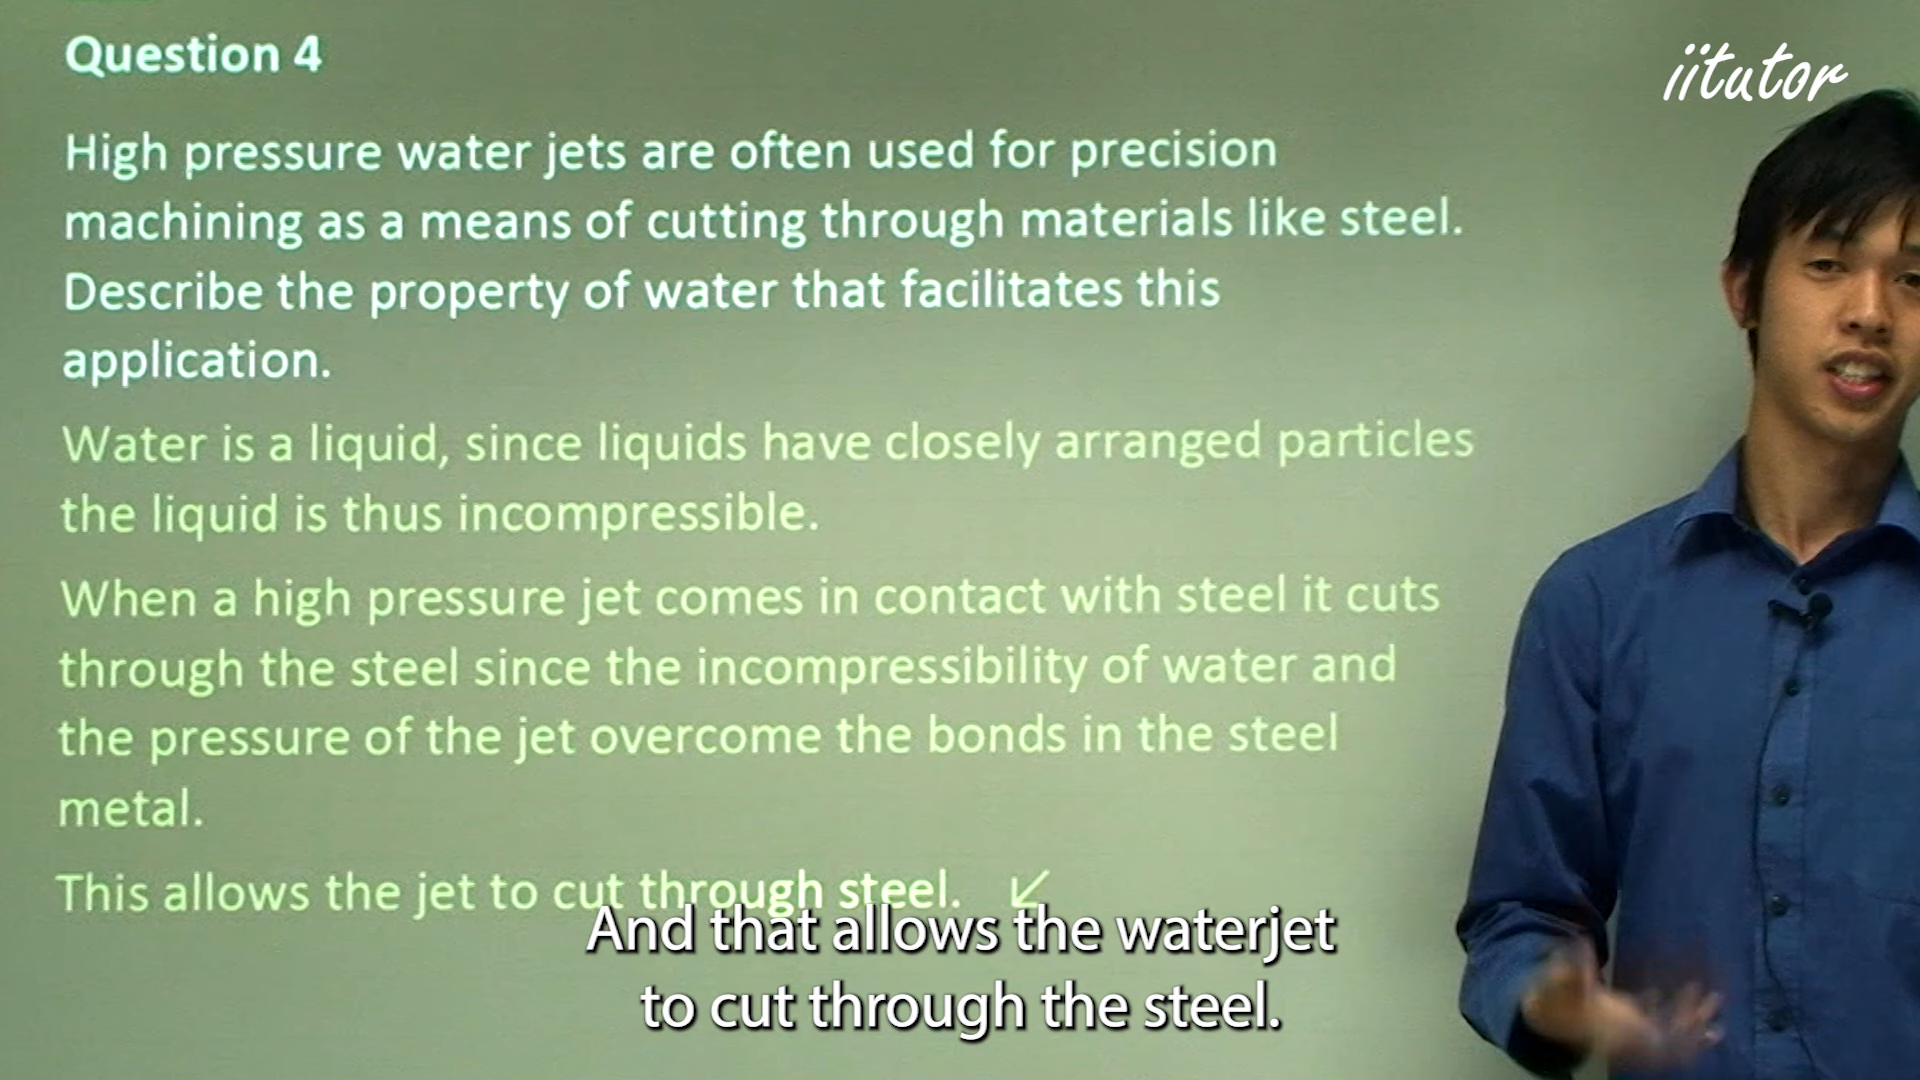 Question 4
iitutor
High pressure water jets are often used for precision
machining as a means of cutting through materials like steel.
Describe the property of water that facilitates this
application.
Water is a liquid, since liquids have closely arranged particles
the liquid is thus incompressible.
When a high pressure jet comes in contact with steel it cuts
through the steel since the incompressibility of water and
the pressure of the jet overcome the bonds in the steel
metal.
This allows the jet to cut through steel.
And that allows the waterjet
to cut through the steel.